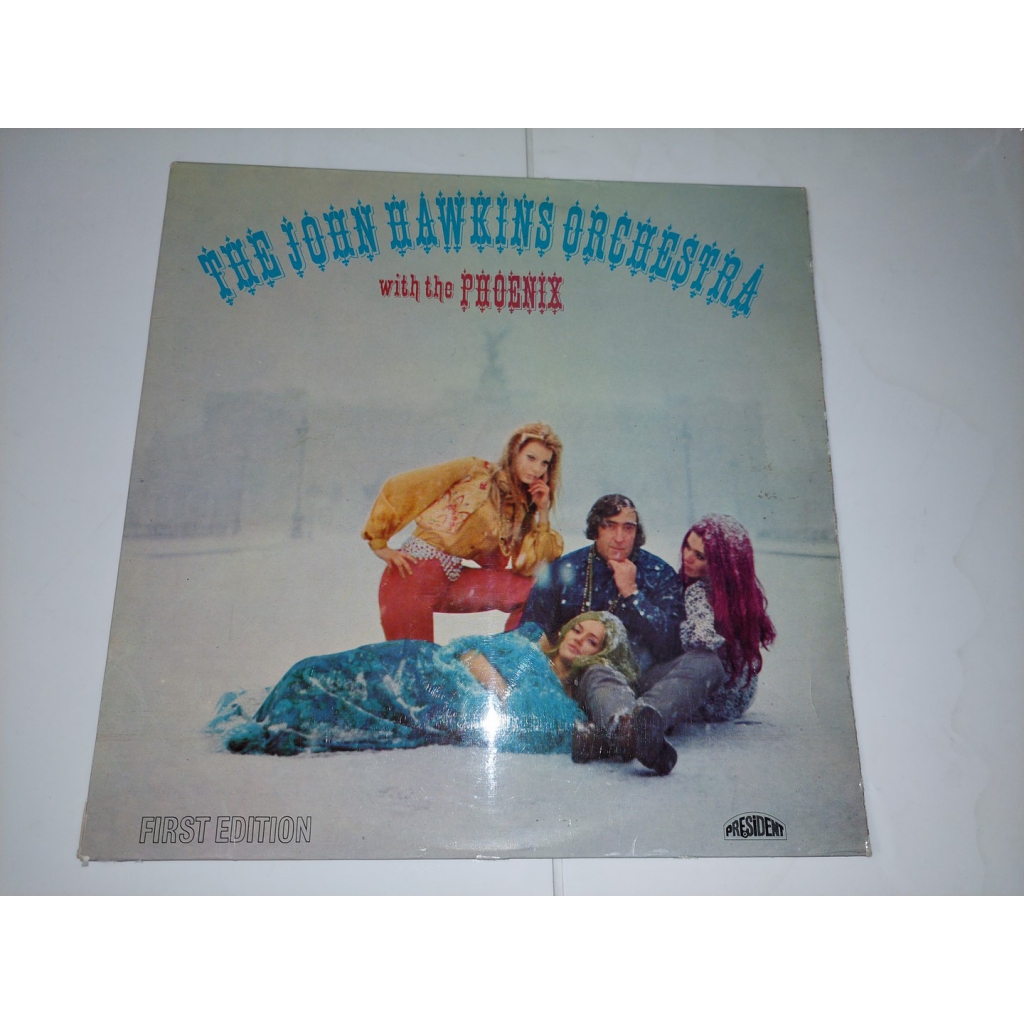 THE JOHN HAWKINS ORCHESTRA
with the PHOENIX
FIRST EDITION
PRESIDENT